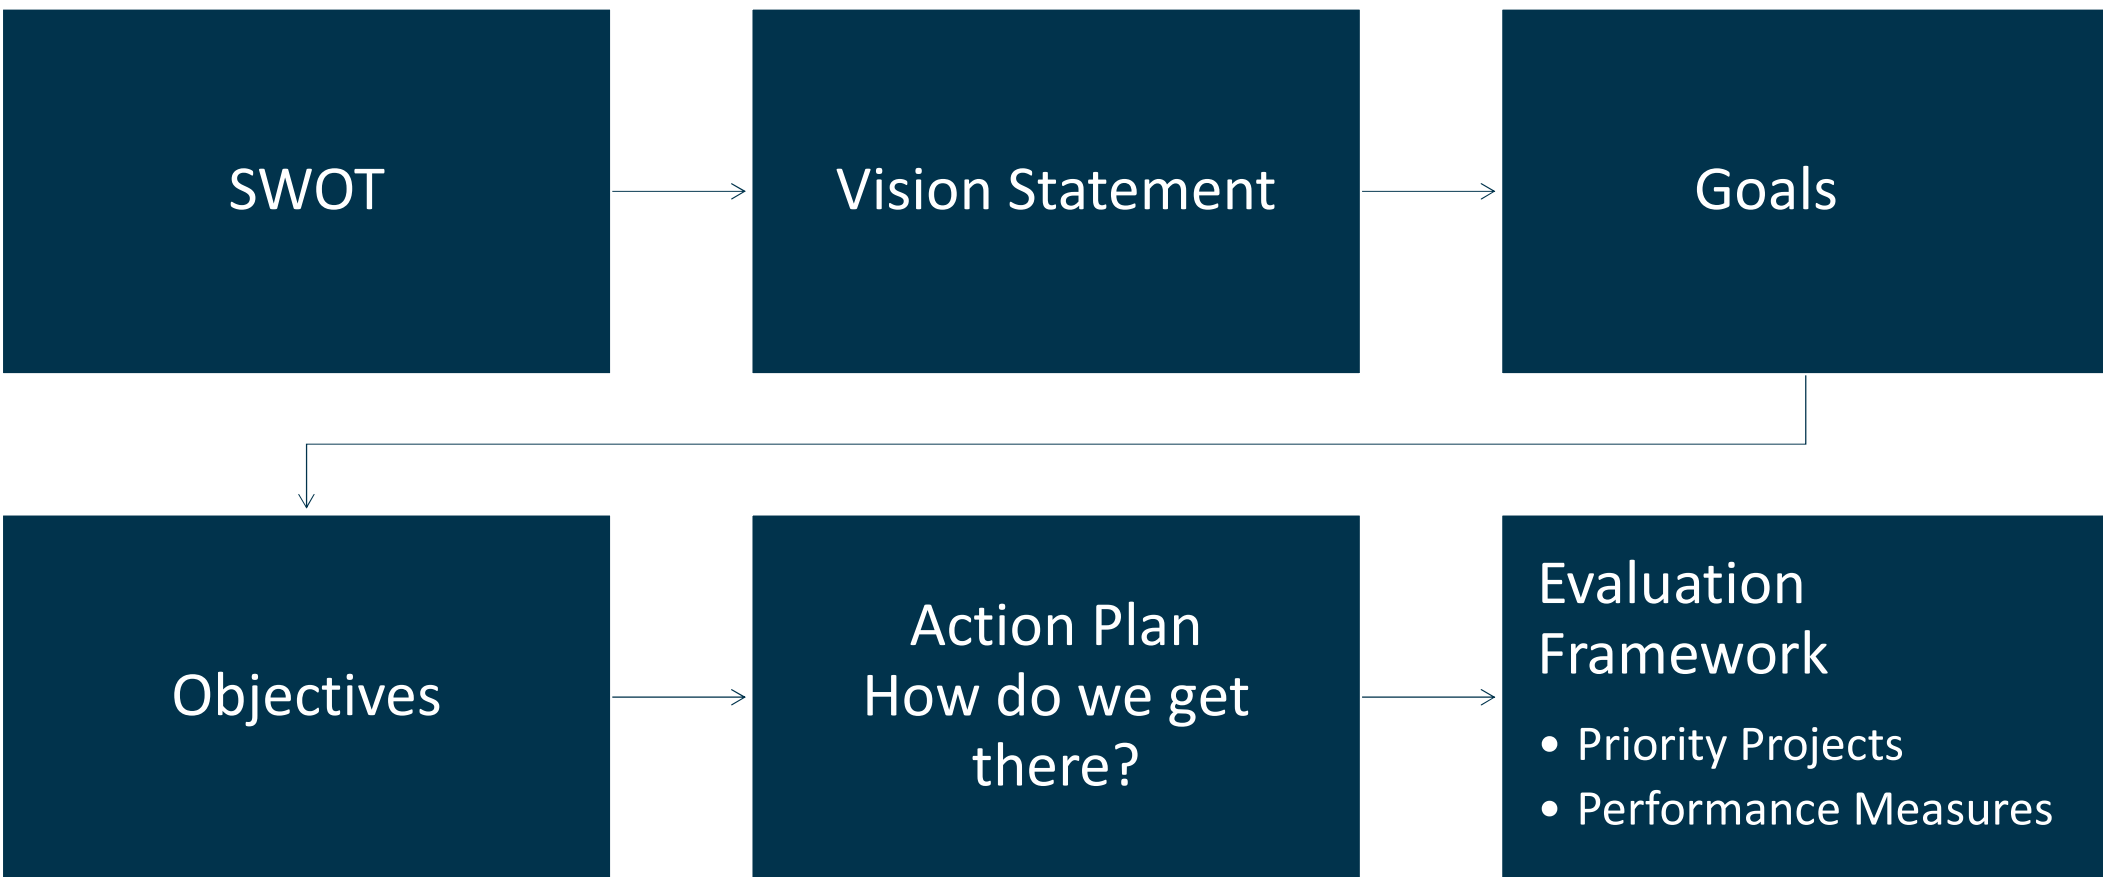 SWOT
Vision Statement
Goals
Objectives
Action Plan
How do we get
there?
Evaluation
Framework
• Priority Projects
• Performance Measures